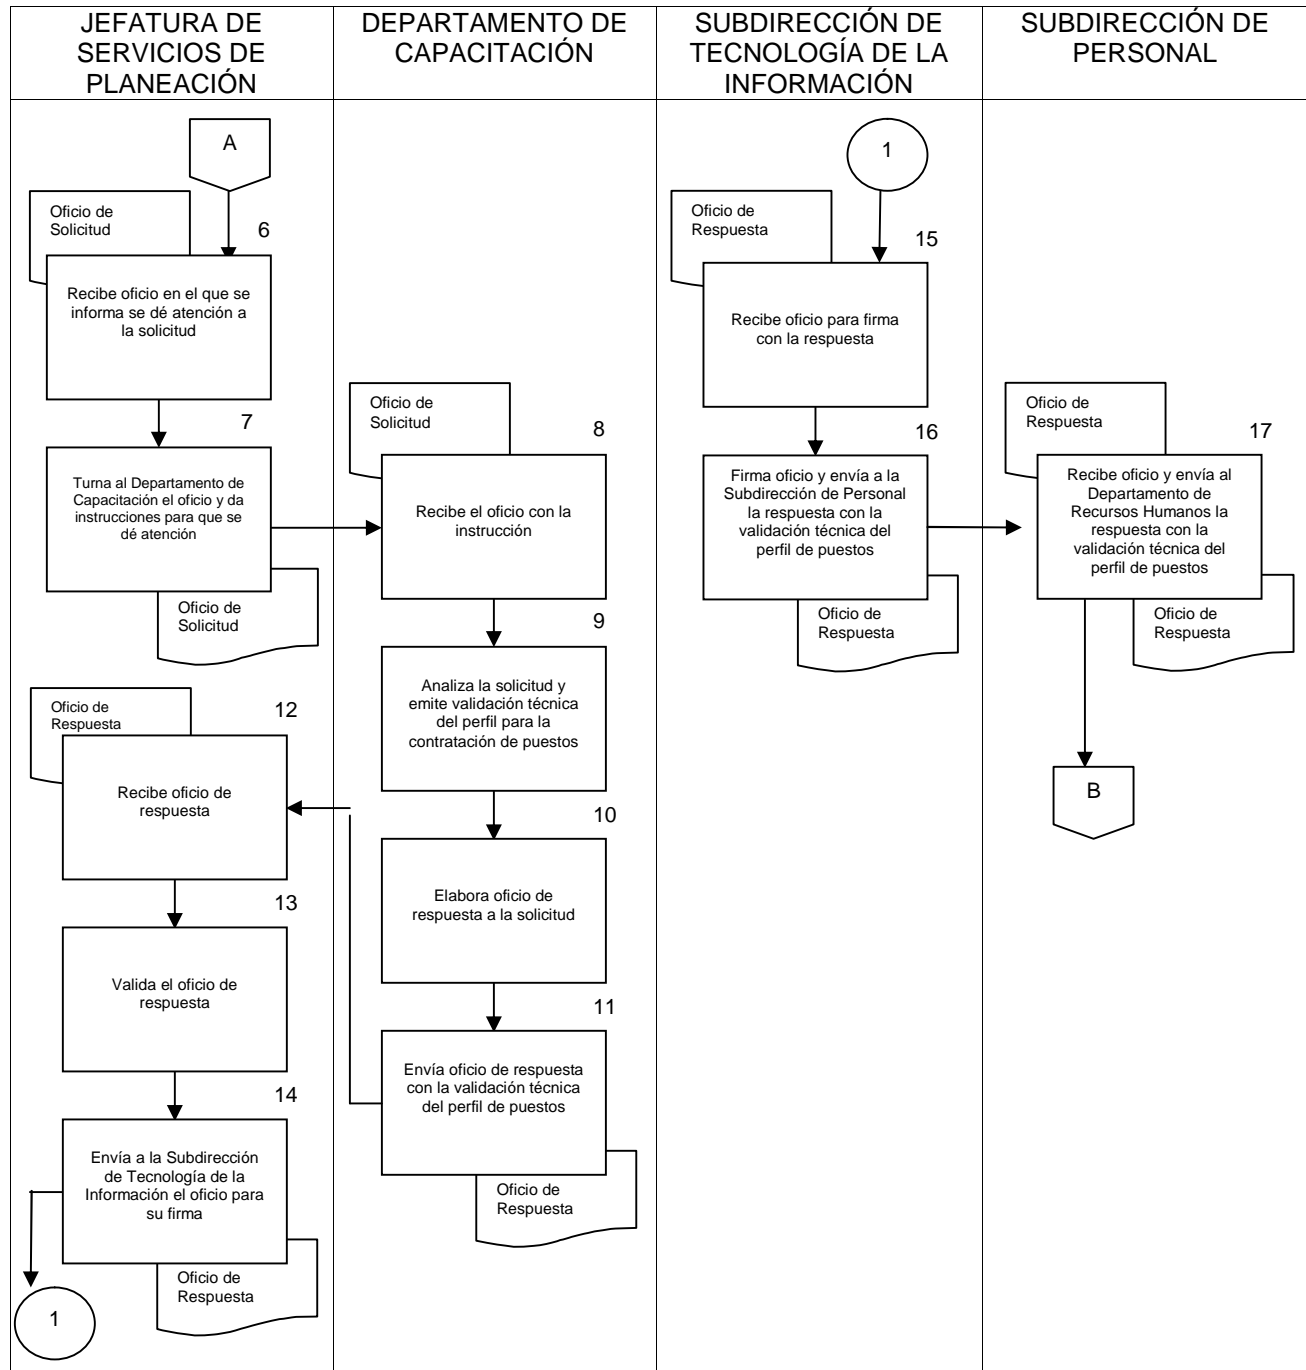 JEFATURA DE
SERVICIOS DE
PLANEACIÓN
DEPARTAMENTO DE
CAPACITACIÓN
SUBDIRECCIÓN DE
TECNOLOGÍA DE LA
INFORMACIÓN
SUBDIRECCIÓN DE
PERSONAL
A
Oficio de
Solicitud
6
Recibe oficio en el que se
informa se dé atención a
la solicitud
7
Turna al Departamento de
Capacitación el oficio y da
instrucciones para que se
dé atención
Oficio de
Solicitud
Oficio de
Respuesta
12
Recibe oficio de
respuesta
13
Valida el oficio de
respuesta
14
Envía a la Subdirección
de Tecnología de la
Información el oficio para
su firma
Oficio de
Respuesta
1
Oficio de
Solicitud
8
Recibe el oficio con la
instrucción
9
Analiza la solicitud y
emite validación técnica
del perfil para la
contratación de puestos
10
Elabora oficio de
respuesta a la solicitud
11
Envía oficio de respuesta
con la validación técnica
del perfil de puestos
Oficio de
Respuesta
1
Oficio de
Respuesta
15
Recibe oficio para firma
con la respuesta
16
Firma oficio y envía a la
Subdirección de Personal
la respuesta con la
validación técnica del
perfil de puestos
Oficio de
Respuesta
Oficio de
Respuesta
17
Recibe oficio y envía al
Departamento de
Recursos Humanos la
respuesta con la
validación técnica del
perfil de puestos
Oficio de
Respuesta
B